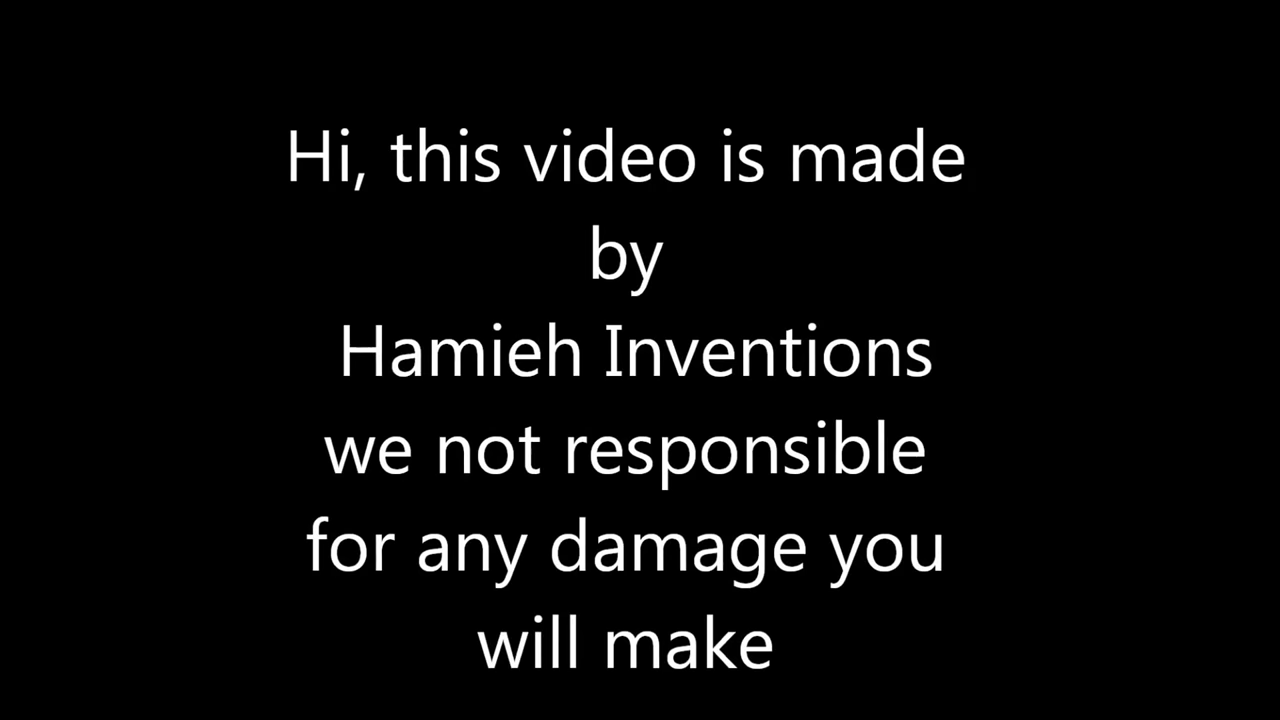 Hi, this video is made
by
Hamieh Inventions
we not responsible
for any damage you
will make